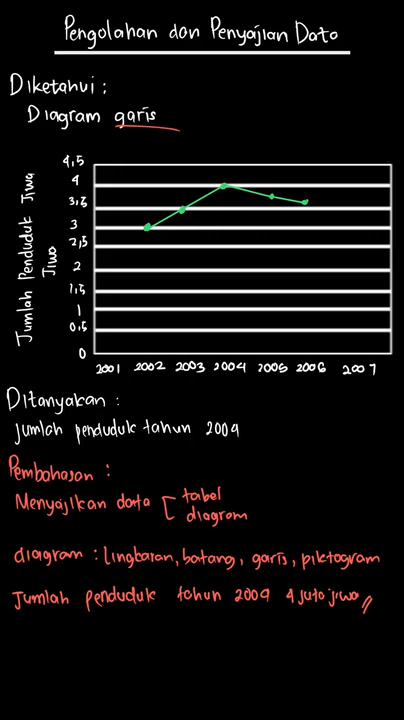 Pengolahan dan Penyajian Data
Diketahui :
Diagram garis
Jumlah Penduduk Jiwa
Jiwa
4,5
4
3,5
3
2,5
2
1,5
1
0,5
0
2001 2002 2003 2004 2005 2006 2007
Ditanyakan :
Jumlah penduduk tahun 2004
Pembahasan :
Menyajikan data [ tabel
diagram
diagram : lingkaran, batang, garis, piktogram
Jumlah penduduk tahun 2004 4 juta jiwa //